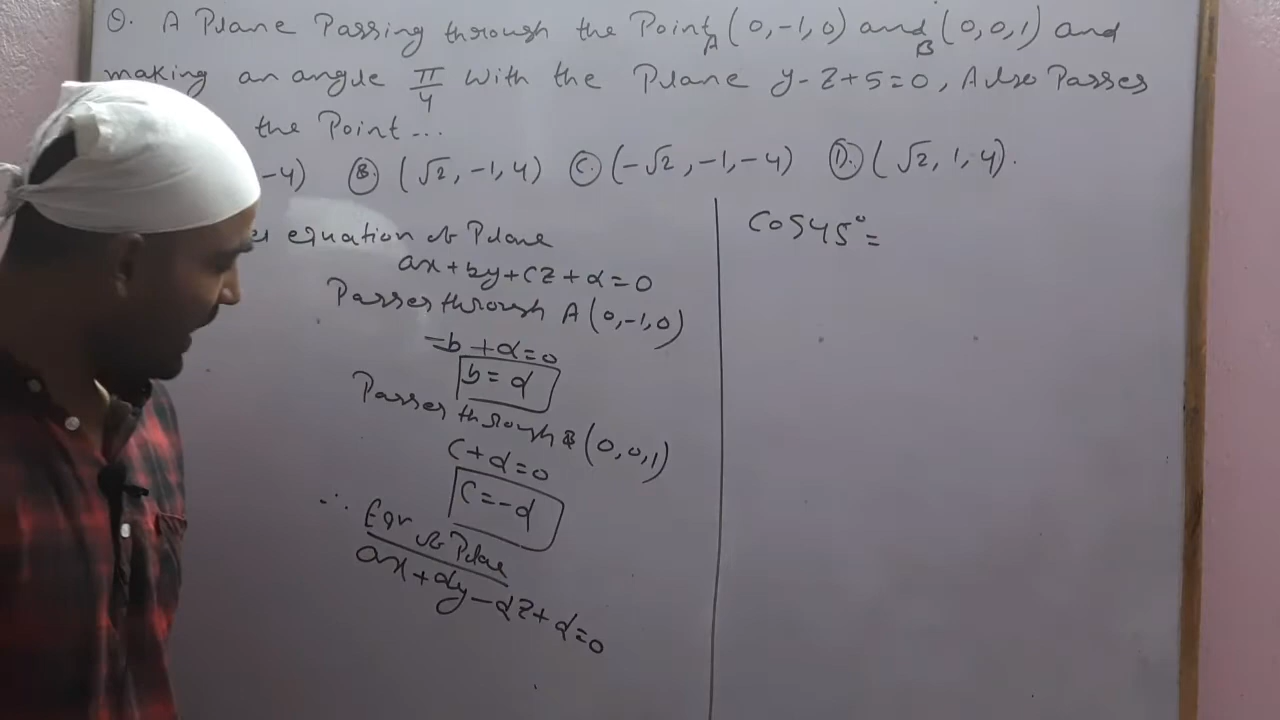 Q. A Plane Passing through the Point A (0,-1,0) and B (0,0,1) and
making an angle π/4 with the Plane y-z+5=0, Also Passes
the Point...
-4) (B) (√2,-1,4) (C) (-√2,-1,-4) (D) (√2,1,4).
equation of Plane
ax+by+cz+d=0
Passes through A (0,-1,0)
-b+d=0
b=d
Passes through B (0,0,1)
c+d=0
c=-d
∴ Eqn of Plane
ax+dy-dz+d=0
Cos45°=